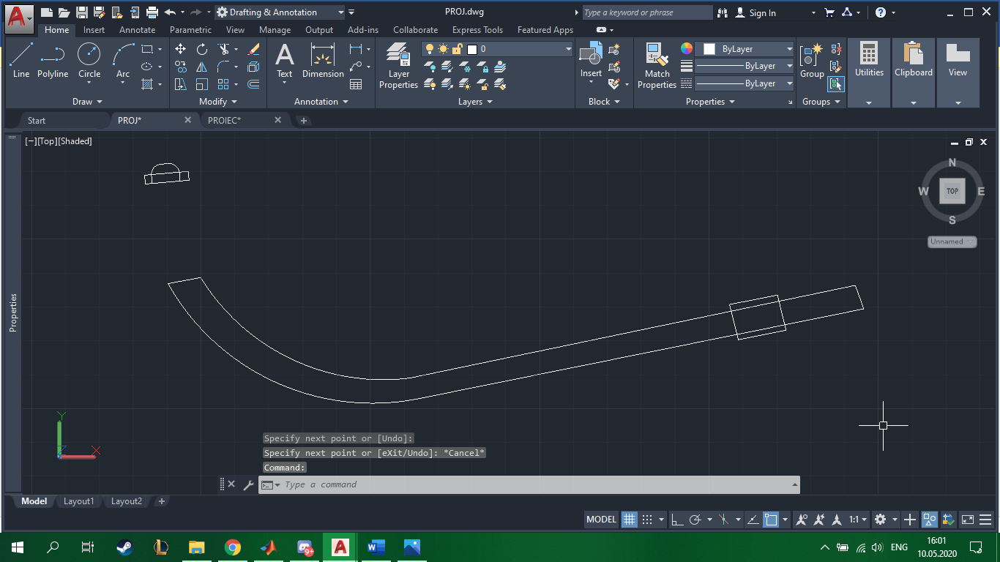 A Drafting & Annotation PROJ.dwg Type a keyword or phrase Sign In ?
Home Insert Annotate Parametric View Manage Output Add-ins Collaborate Express Tools Featured Apps
0 ByLayer
ByLayer
ByLayer
Line Polyline Circle Arc A Text Dimension Layer Properties Insert Match Properties Group Utilities Clipboard View
Draw Modify Annotation Layers Block Properties Groups
Start PROJ* PROIEC*
[−][Top][Shaded]
N
W TOP E
S
Unnamed
Properties
Y
X
Specify next point or [Undo]:
Specify next point or [eXit/Undo]: *Cancel*
Command:
Type a command
Model Layout1 Layout2 +
MODEL 1:1
9+ A W ENG 16:01
10.05.2020